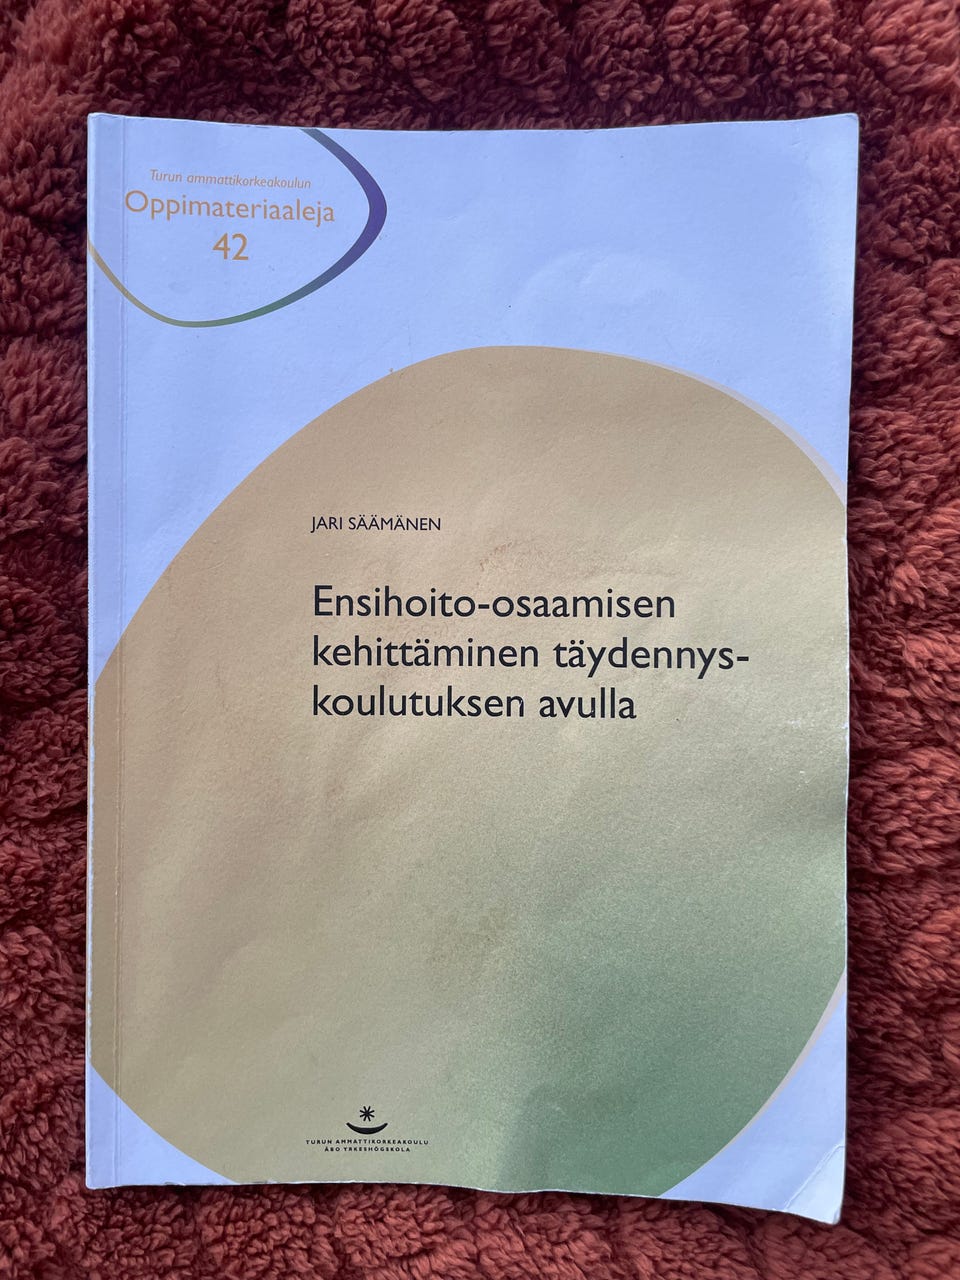 Turun ammattikorkeakoulun
Oppimateriaaleja
42
JARI SÄÄMÄNEN
Ensihoito-osaamisen
kehittäminen täydennys-
koulutuksen avulla
TURUN AMMATTIKORKEAKOULU
ÅBO YRKESHÖGSKOLA